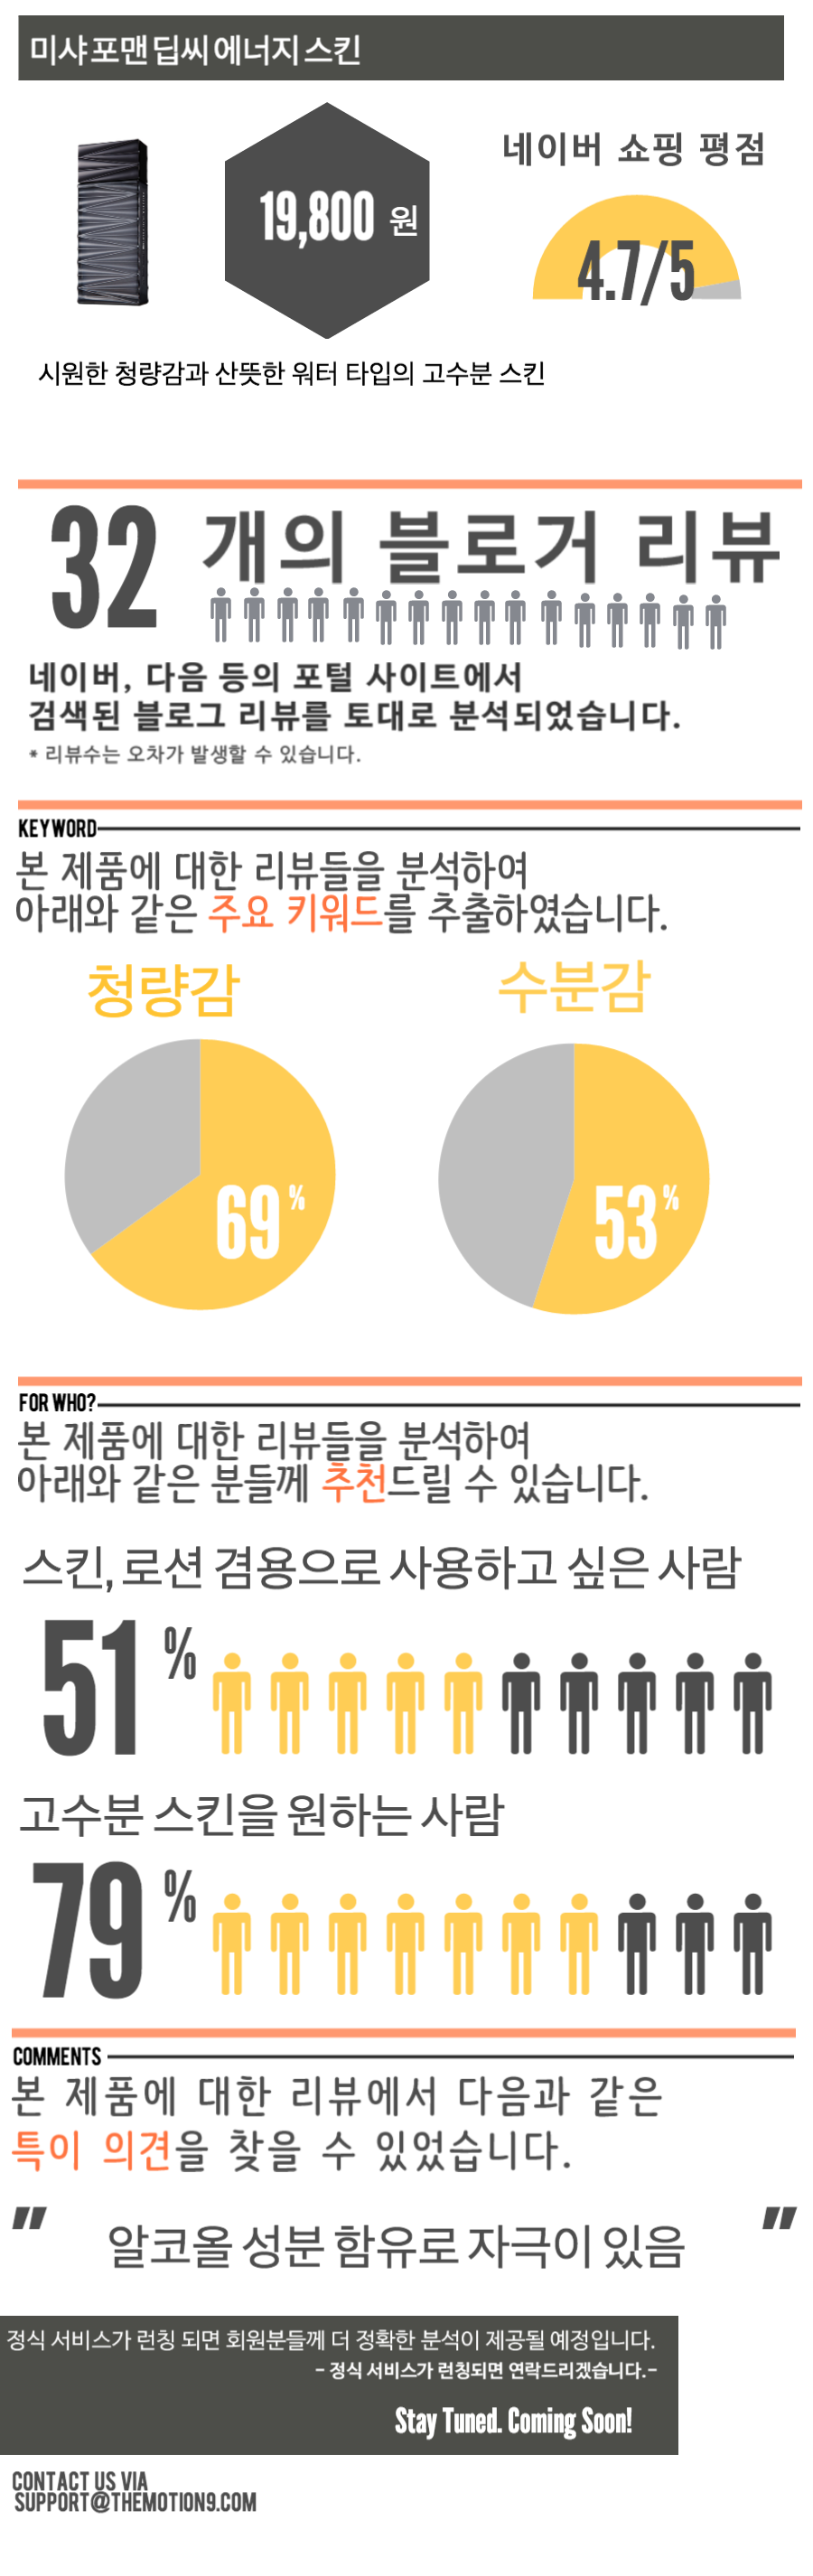 미샤 포맨 딥씨 에너지 스킨
19,800 원
네이버 쇼핑 평점
4.7/5
시원한 청량감과 산뜻한 워터 타입의 고수분 스킨
32 개의 블로거 리뷰
네이버, 다음 등의 포털 사이트에서
검색된 블로그 리뷰를 토대로 분석되었습니다.
* 리뷰수는 오차가 발생할 수 있습니다.
KEYWORD
본 제품에 대한 리뷰들을 분석하여
아래와 같은 주요 키워드를 추출하였습니다.
청량감
수분감
69%
53%
FOR WHO?
본 제품에 대한 리뷰들을 분석하여
아래와 같은 분들께 추천드릴 수 있습니다.
스킨, 로션 겸용으로 사용하고 싶은 사람
51%
고수분 스킨을 원하는 사람
79%
COMMENTS
본 제품에 대한 리뷰에서 다음과 같은
특이 의견을 찾을 수 있었습니다.
" 알코올 성분 함유로 자극이 있음 "
정식 서비스가 런칭 되면 회원분들께 더 정확한 분석이 제공될 예정입니다.
- 정식 서비스가 런칭되면 연락드리겠습니다.-
Stay Tuned. Coming Soon!
CONTACT US VIA
SUPPORT@THEMOTION9.COM